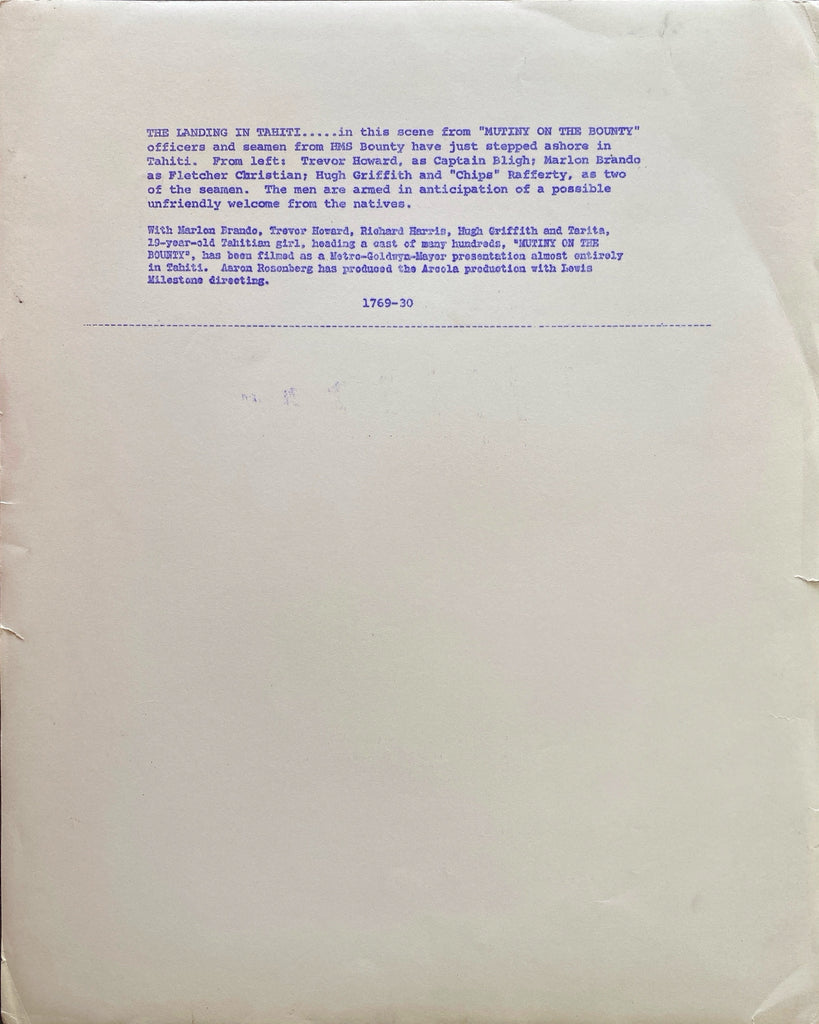 THE LANDING IN TAHITI.....in this scene from "MUTINY ON THE BOUNTY"
officers and seamen from HMS Bounty have just stepped ashore in
Tahiti. From left: Trevor Howard, as Captain Bligh; Marlon Brando
as Fletcher Christian; Hugh Griffith and "Chips" Rafferty, as two
of the seamen. The men are armed in anticipation of a possible
unfriendly welcome from the natives.
With Marlon Brando, Trevor Howard, Richard Harris, Hugh Griffith and Tarita,
19-year-old Tahitian girl, heading a cast of many hundreds, "MUTINY ON THE
BOUNTY", has been filmed as a Metro-Goldwyn-Mayer presentation almost entirely
in Tahiti. Aaron Rosenberg has produced the Arcola production with Lewis
Milestone directing.
1769-30